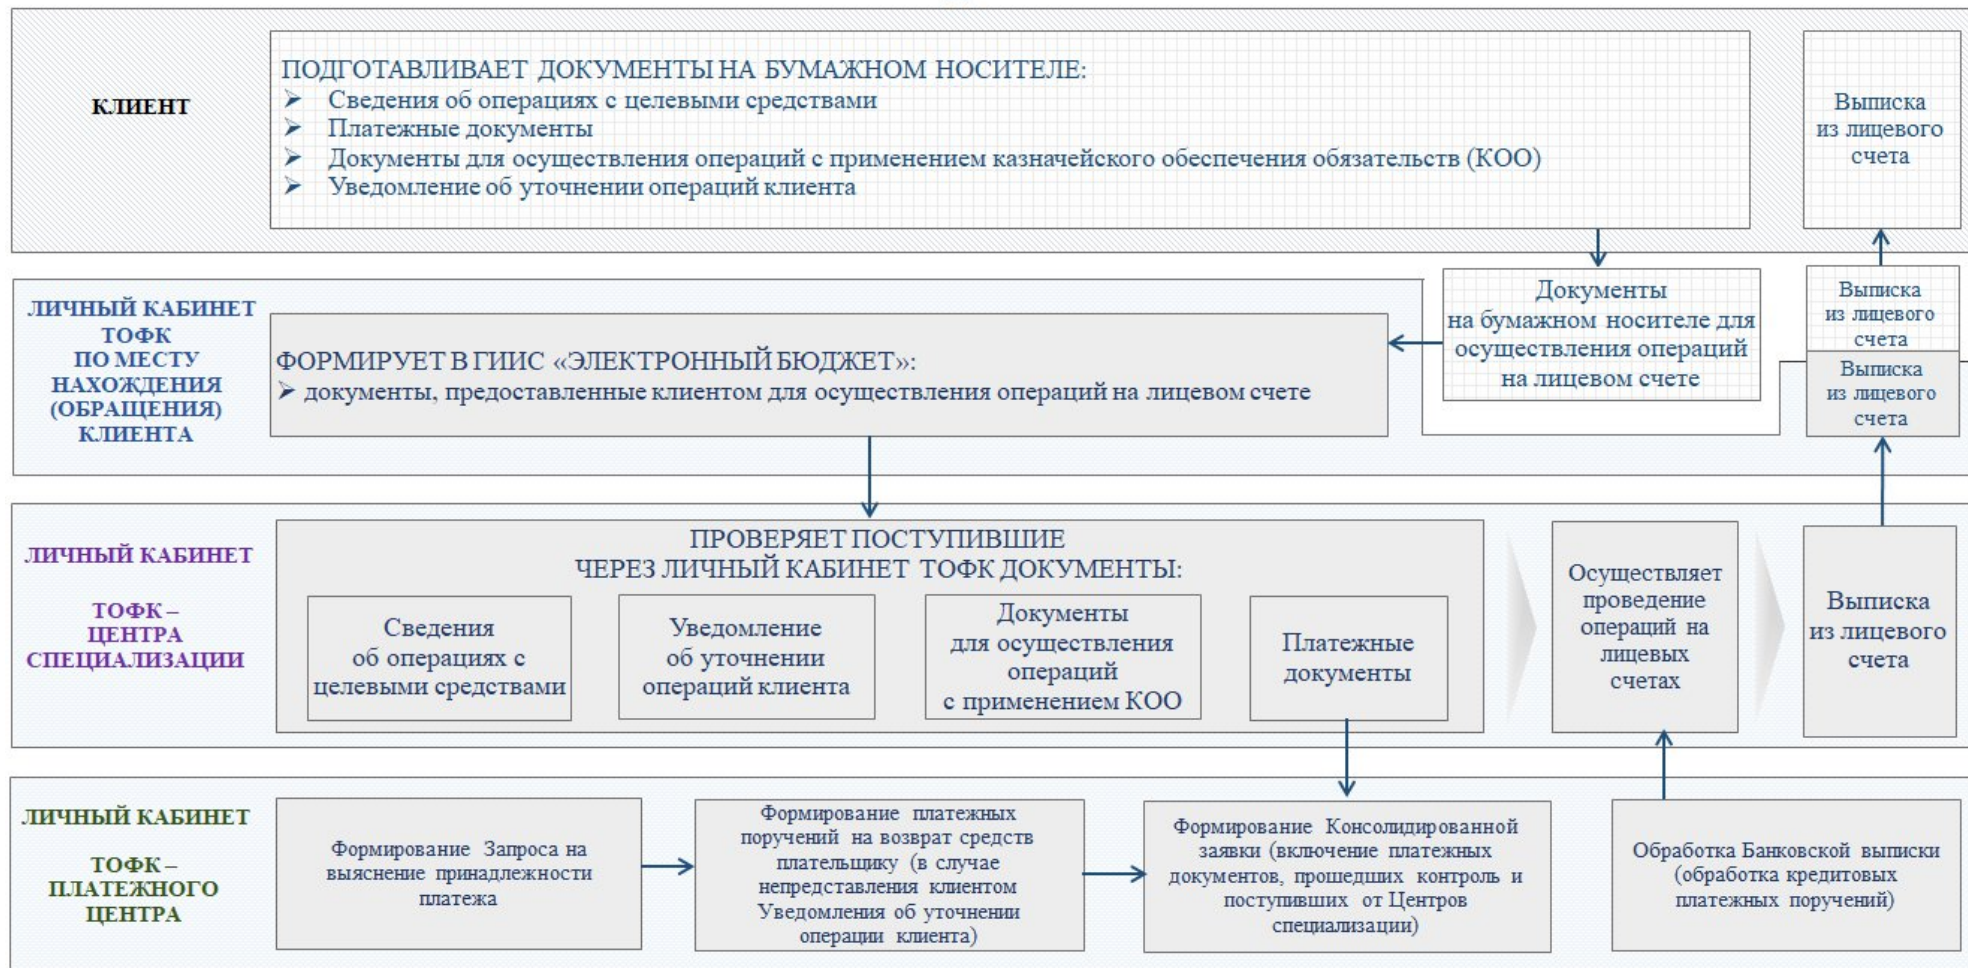 КЛИЕНТ
ПОДГОТАВЛИВАЕТ ДОКУМЕНТЫ НА БУМАЖНОМ НОСИТЕЛЕ:
➢ Сведения об операциях с целевыми средствами
➢ Платежные документы
➢ Документы для осуществления операций с применением казначейского обеспечения обязательств (КОО)
➢ Уведомление об уточнении операций клиента
Выписка
из лицевого
счета
ЛИЧНЫЙ КАБИНЕТ
ТОФК
ПО МЕСТУ
НАХОЖДЕНИЯ
(ОБРАЩЕНИЯ)
КЛИЕНТА
ФОРМИРУЕТ В ГИИС «ЭЛЕКТРОННЫЙ БЮДЖЕТ»:
➢ документы, предоставленные клиентом для осуществления операций на лицевом счете
Документы
на бумажном носителе для
осуществления операций
на лицевом счете
Выписка
из лицевого
счета
Выписка
из лицевого
счета
ЛИЧНЫЙ КАБИНЕТ
ТОФК –
ЦЕНТРА
СПЕЦИАЛИЗАЦИИ
ПРОВЕРЯЕТ ПОСТУПИВШИЕ
ЧЕРЕЗ ЛИЧНЫЙ КАБИНЕТ ТОФК ДОКУМЕНТЫ:
Сведения
об операциях с
целевыми средствами
Уведомление
об уточнении
операций клиента
Документы
для осуществления
операций
с применением КОО
Платежные
документы
Осуществляет
проведение
операций на
лицевых
счетах
Выписка
из лицевого
счета
ЛИЧНЫЙ КАБИНЕТ
ТОФК –
ПЛАТЕЖНОГО
ЦЕНТРА
Формирование Запроса на
выяснение принадлежности
платежа
Формирование платежных
поручений на возврат средств
плательщику (в случае
непредставления клиентом
Уведомления об уточнении
операции клиента)
Формирование Консолидированной
заявки (включение платежных
документов, прошедших контроль и
поступивших от Центров
специализации)
Обработка Банковской выписки
(обработка кредитовых
платежных поручений)